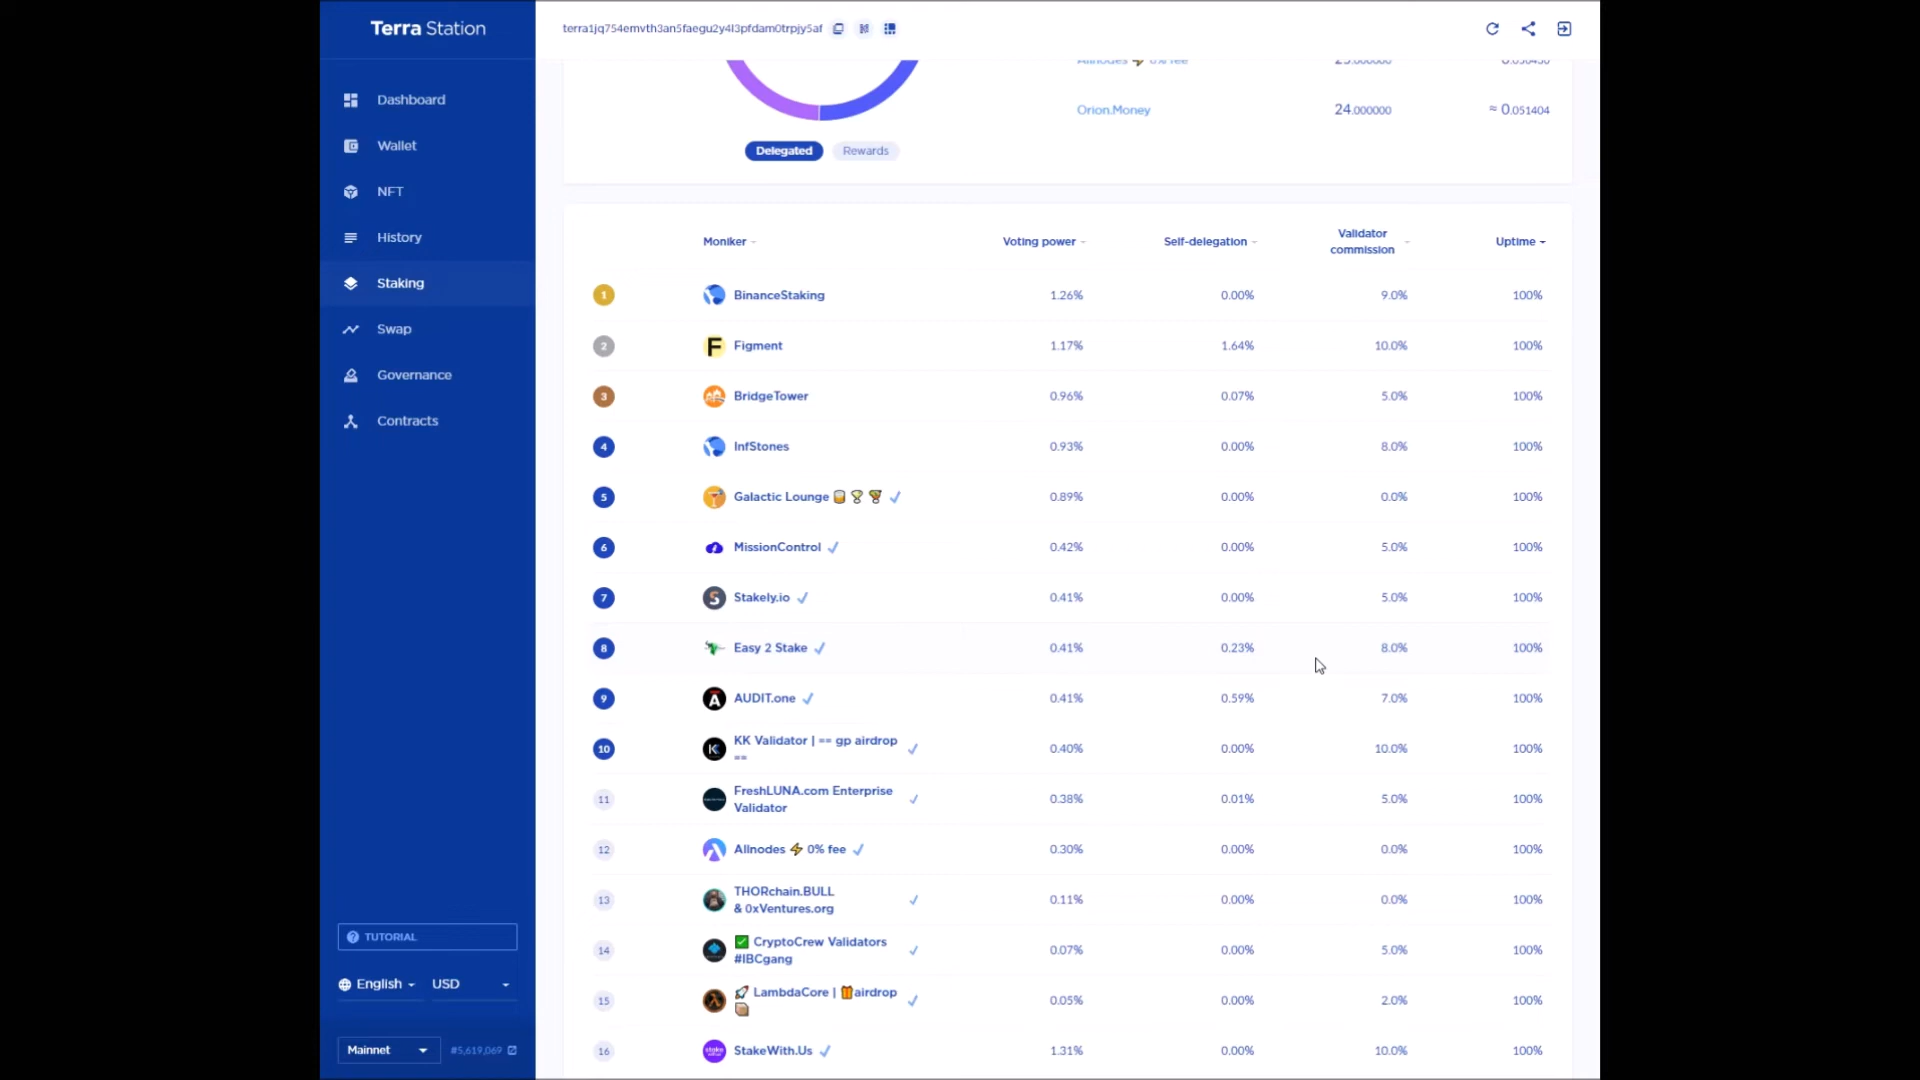 Terra Station
terra1jq754emvth3an5faegu2y4l3pfdam0trpjy5af
Dashboard
Wallet
NFT
History
Staking
Swap
Governance
Contracts
TUTORIAL
English USD
Mainnet #5,619,069
Allnodes ⚡ 0% fee
Orion.Money 24.000000 ≈ 0.051404
Delegated Rewards
Moniker Voting power Self-delegation Validator commission Uptime
1 BinanceStaking 1.26% 0.00% 9.0% 100%
2 Figment 1.17% 1.64% 10.0% 100%
3 BridgeTower 0.96% 0.07% 5.0% 100%
4 InfStones 0.93% 0.00% 8.0% 100%
5 Galactic Lounge 0.89% 0.00% 0.0% 100%
6 MissionControl 0.42% 0.00% 5.0% 100%
7 Stakely.io 0.41% 0.00% 5.0% 100%
8 Easy 2 Stake 0.41% 0.23% 8.0% 100%
9 AUDIT.one 0.41% 0.59% 7.0% 100%
10 KK Validator | == gp airdrop == 0.40% 0.00% 10.0% 100%
11 FreshLUNA.com Enterprise Validator 0.38% 0.01% 5.0% 100%
12 Allnodes ⚡ 0% fee 0.30% 0.00% 0.0% 100%
13 THORchain.BULL & 0xVentures.org 0.11% 0.00% 0.0% 100%
14 ✅ CryptoCrew Validators #IBCgang 0.07% 0.00% 5.0% 100%
15 🚀 LambdaCore | 🎁airdrop 0.05% 0.00% 2.0% 100%
16 StakeWith.Us 1.31% 0.00% 10.0% 100%